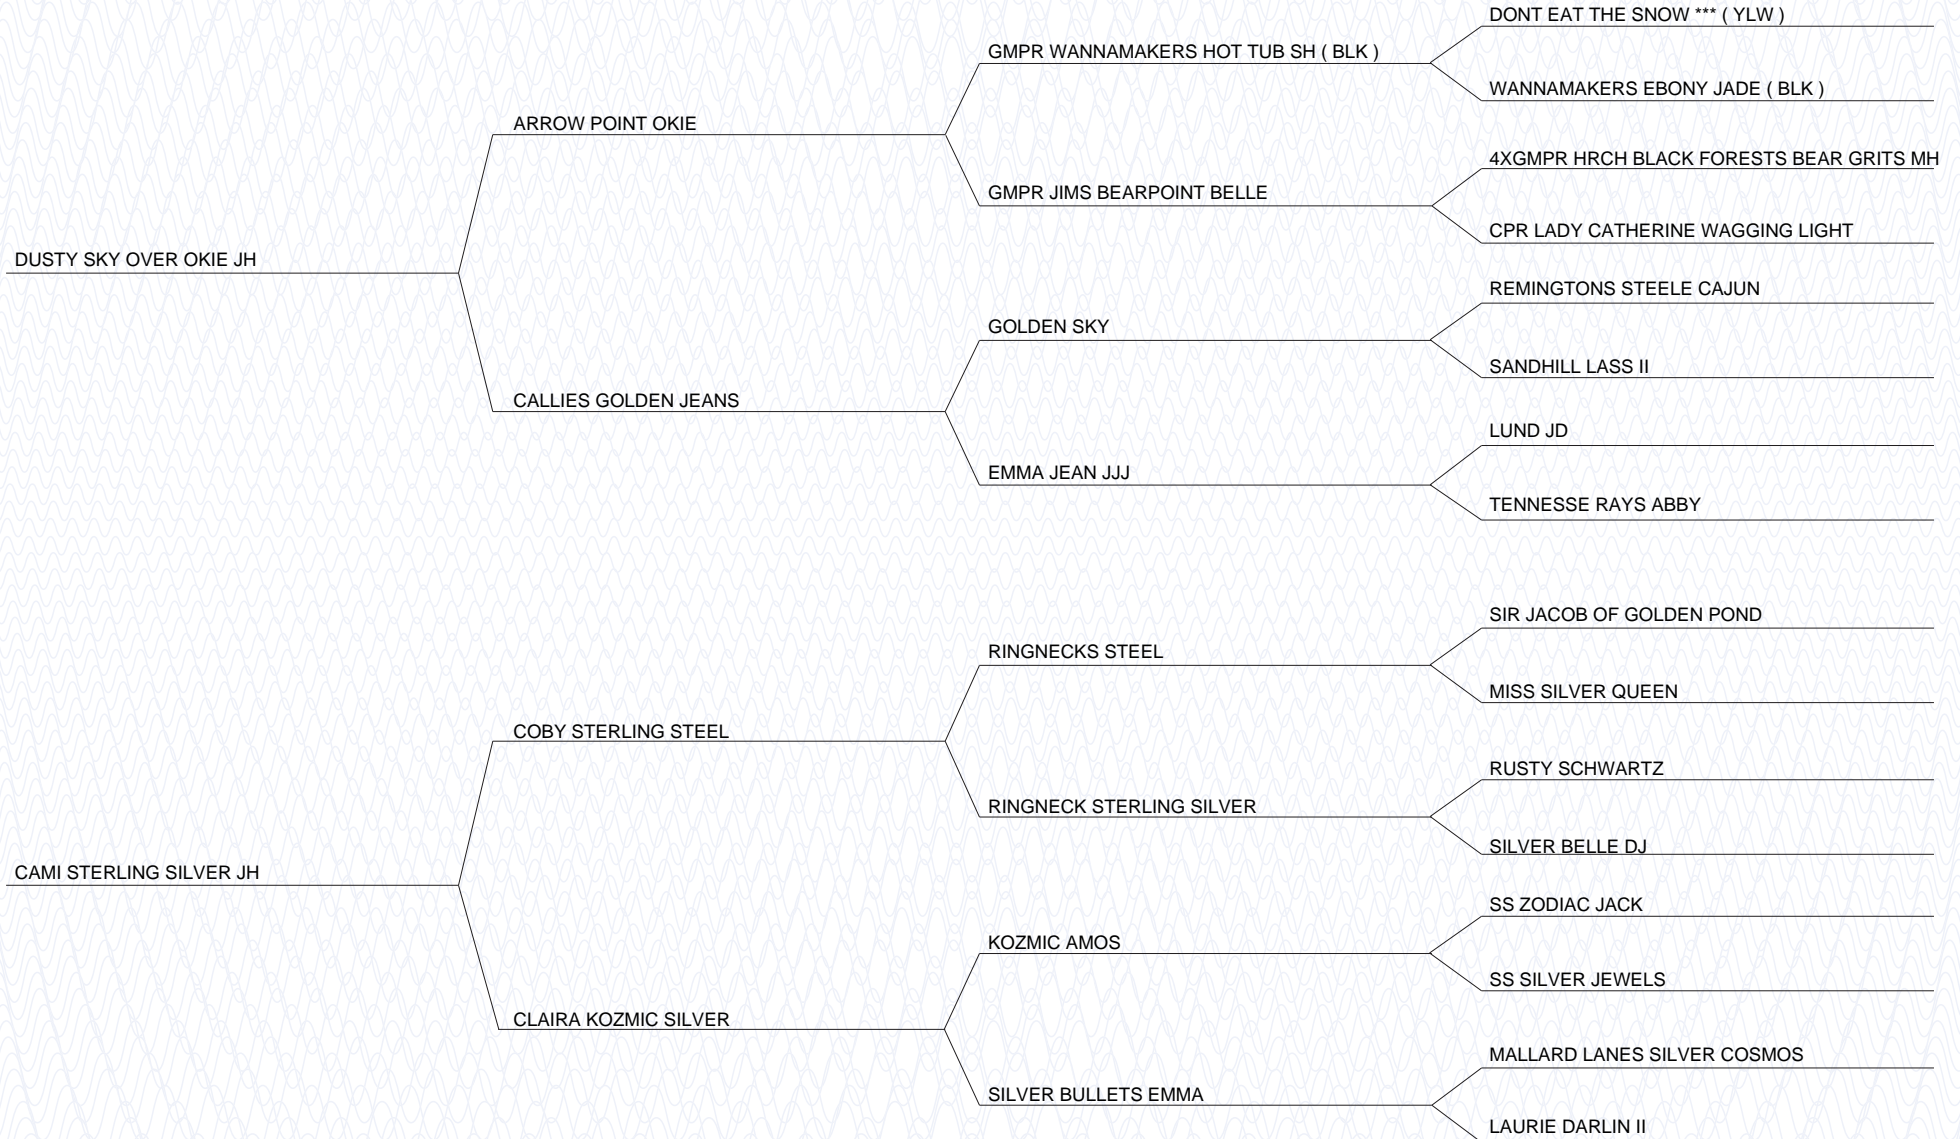 DONT EAT THE SNOW *** ( YLW )
GMPR WANNAMAKERS HOT TUB SH ( BLK )
WANNAMAKERS EBONY JADE ( BLK )
ARROW POINT OKIE
4XGMPR HRCH BLACK FORESTS BEAR GRITS MH
GMPR JIMS BEARPOINT BELLE
CPR LADY CATHERINE WAGGING LIGHT
DUSTY SKY OVER OKIE JH
REMINGTONS STEELE CAJUN
GOLDEN SKY
SANDHILL LASS II
CALLIES GOLDEN JEANS
LUND JD
EMMA JEAN JJJ
TENNESSE RAYS ABBY
SIR JACOB OF GOLDEN POND
RINGNECKS STEEL
MISS SILVER QUEEN
COBY STERLING STEEL
RUSTY SCHWARTZ
RINGNECK STERLING SILVER
SILVER BELLE DJ
CAMI STERLING SILVER JH
SS ZODIAC JACK
KOZMIC AMOS
SS SILVER JEWELS
CLAIRA KOZMIC SILVER
MALLARD LANES SILVER COSMOS
SILVER BULLETS EMMA
LAURIE DARLIN II